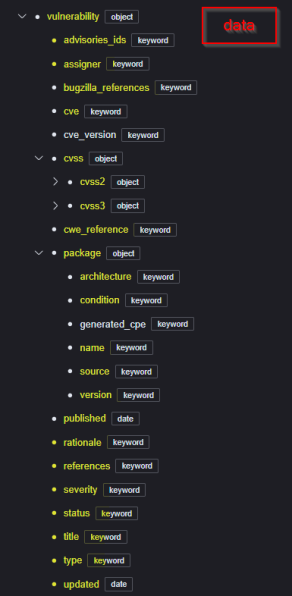 vulnerability object
data
advisories_ids keyword
assigner keyword
bugzilla_references keyword
cve keyword
cve_version keyword
cvss object
cvss2 object
cvss3 object
cwe_reference keyword
package object
architecture keyword
condition keyword
generated_cpe keyword
name keyword
source keyword
version keyword
published date
rationale keyword
references keyword
severity keyword
status keyword
title keyword
type keyword
updated date